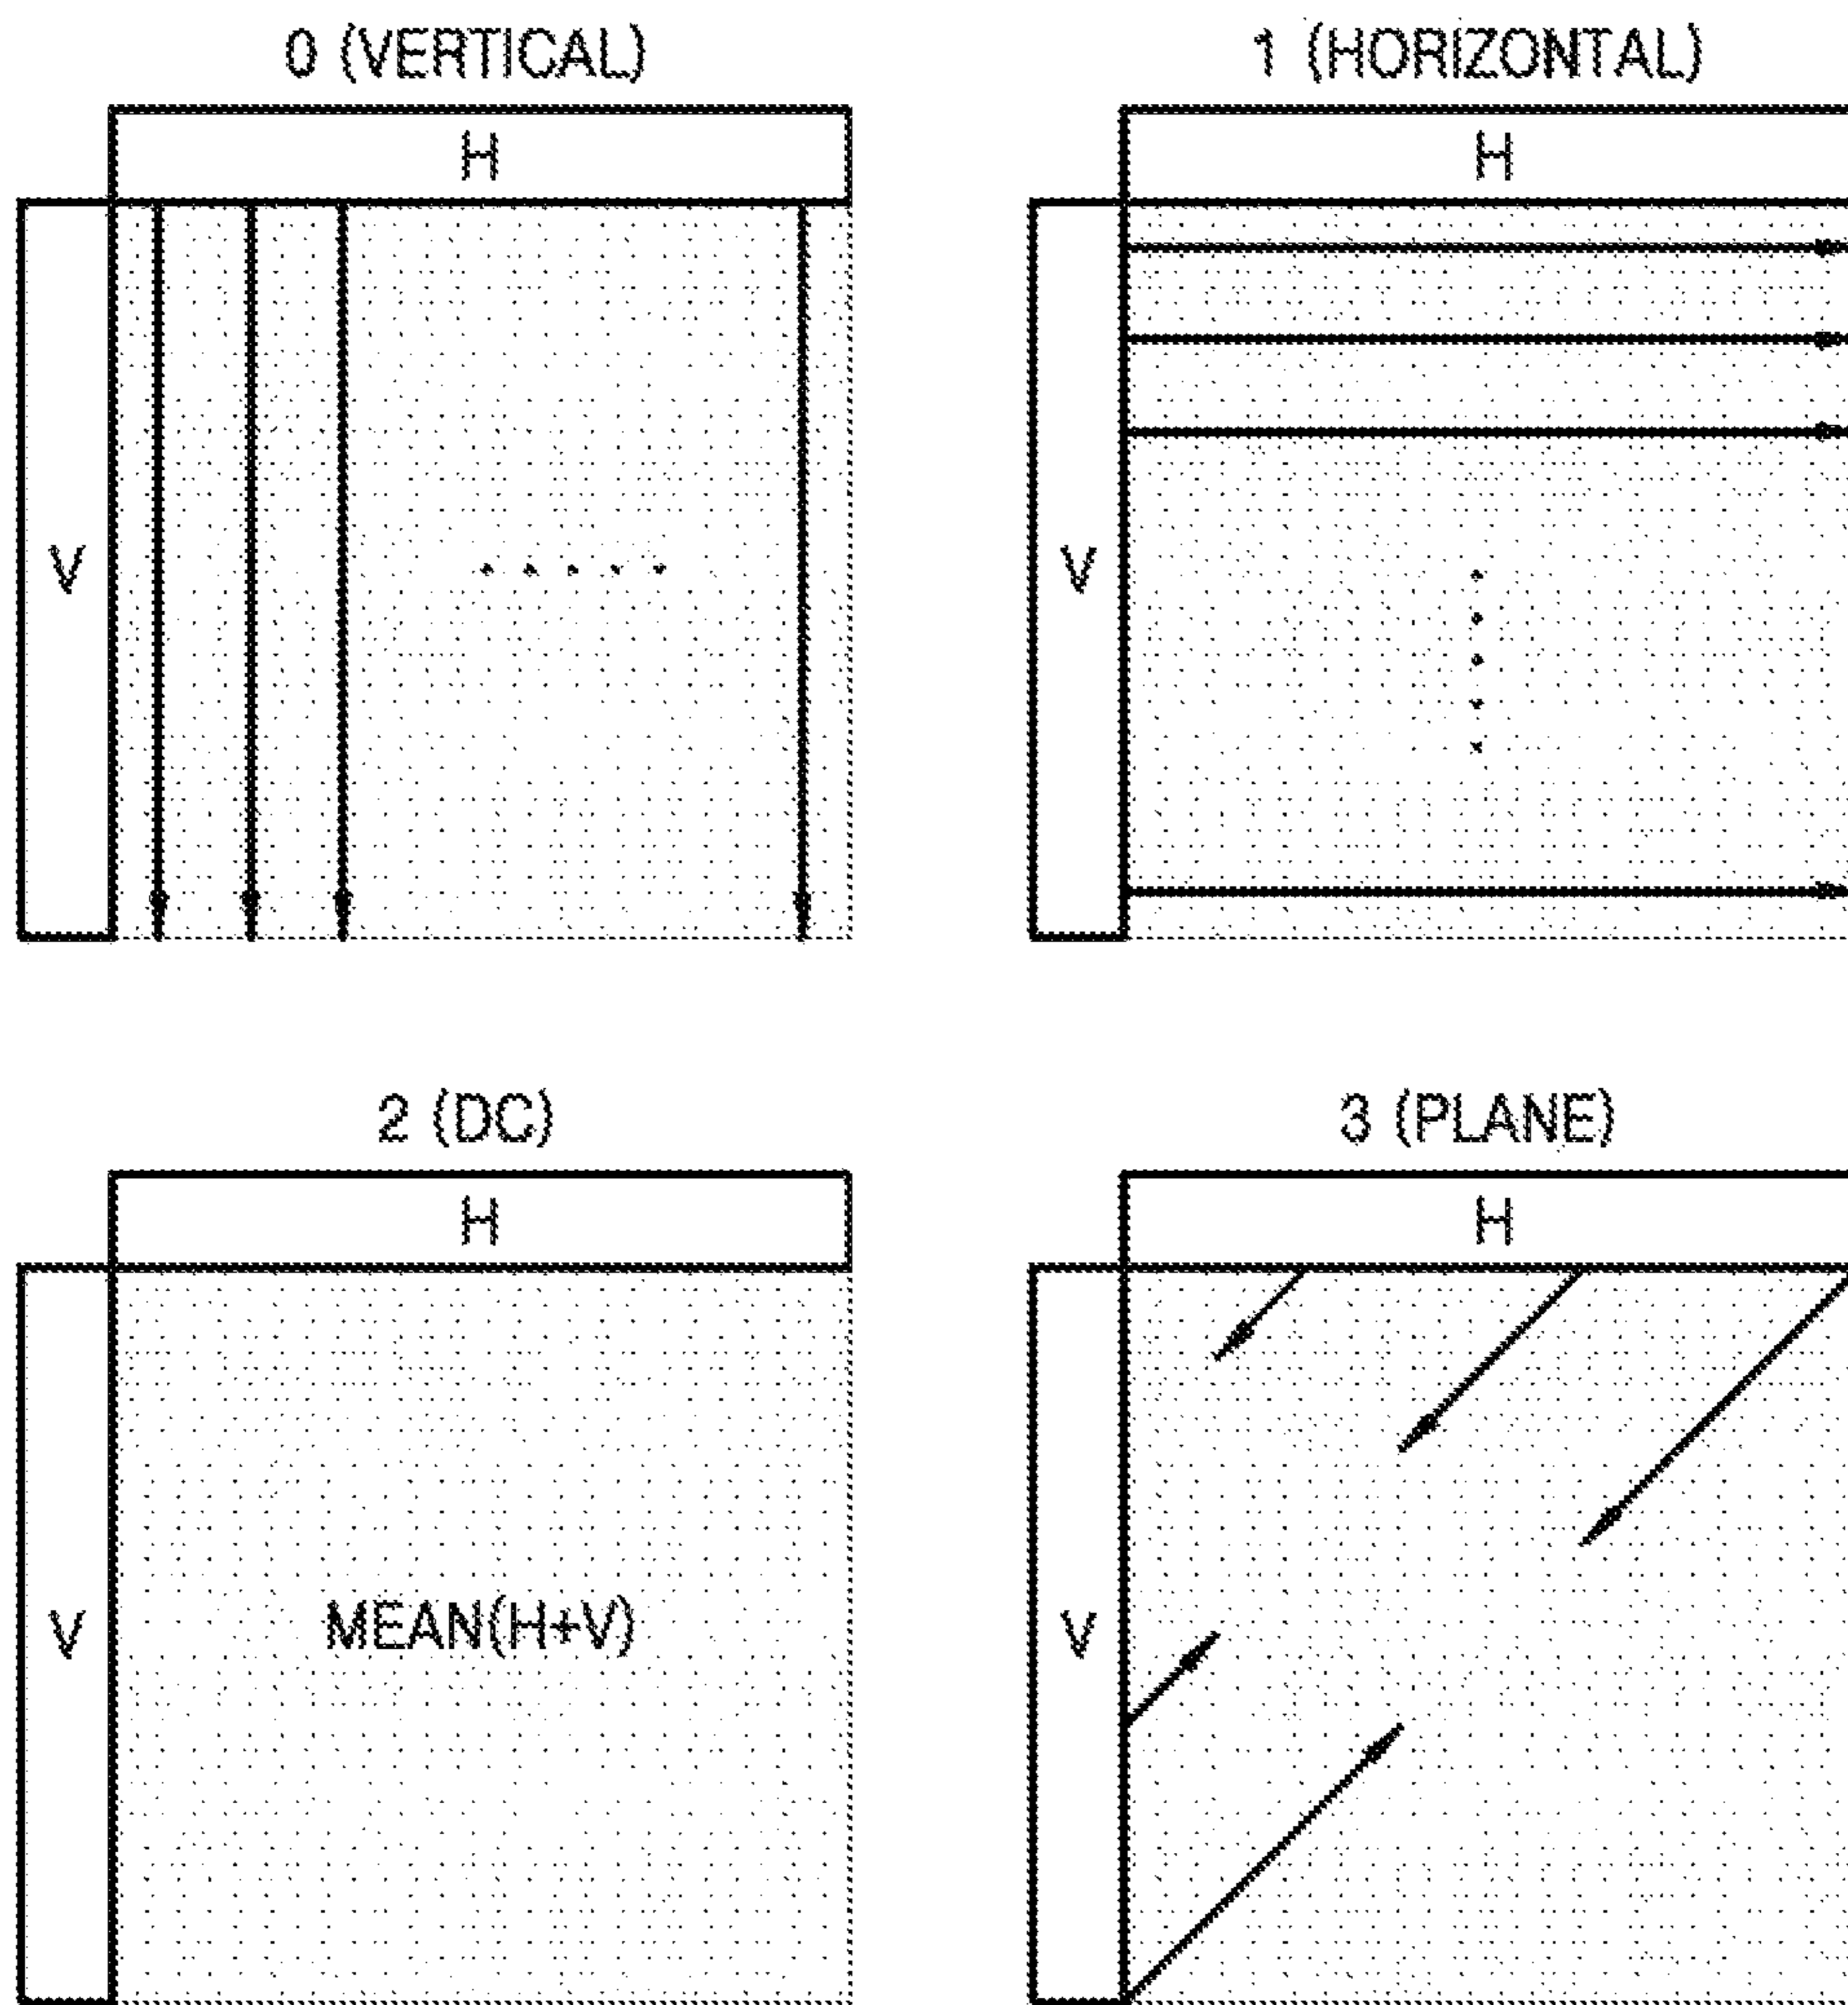 0 (VERTICAL)
H
V
1 (HORIZONTAL)
H
V
2 (DC)
H
V
MEAN(H+V)
3 (PLANE)
H
V